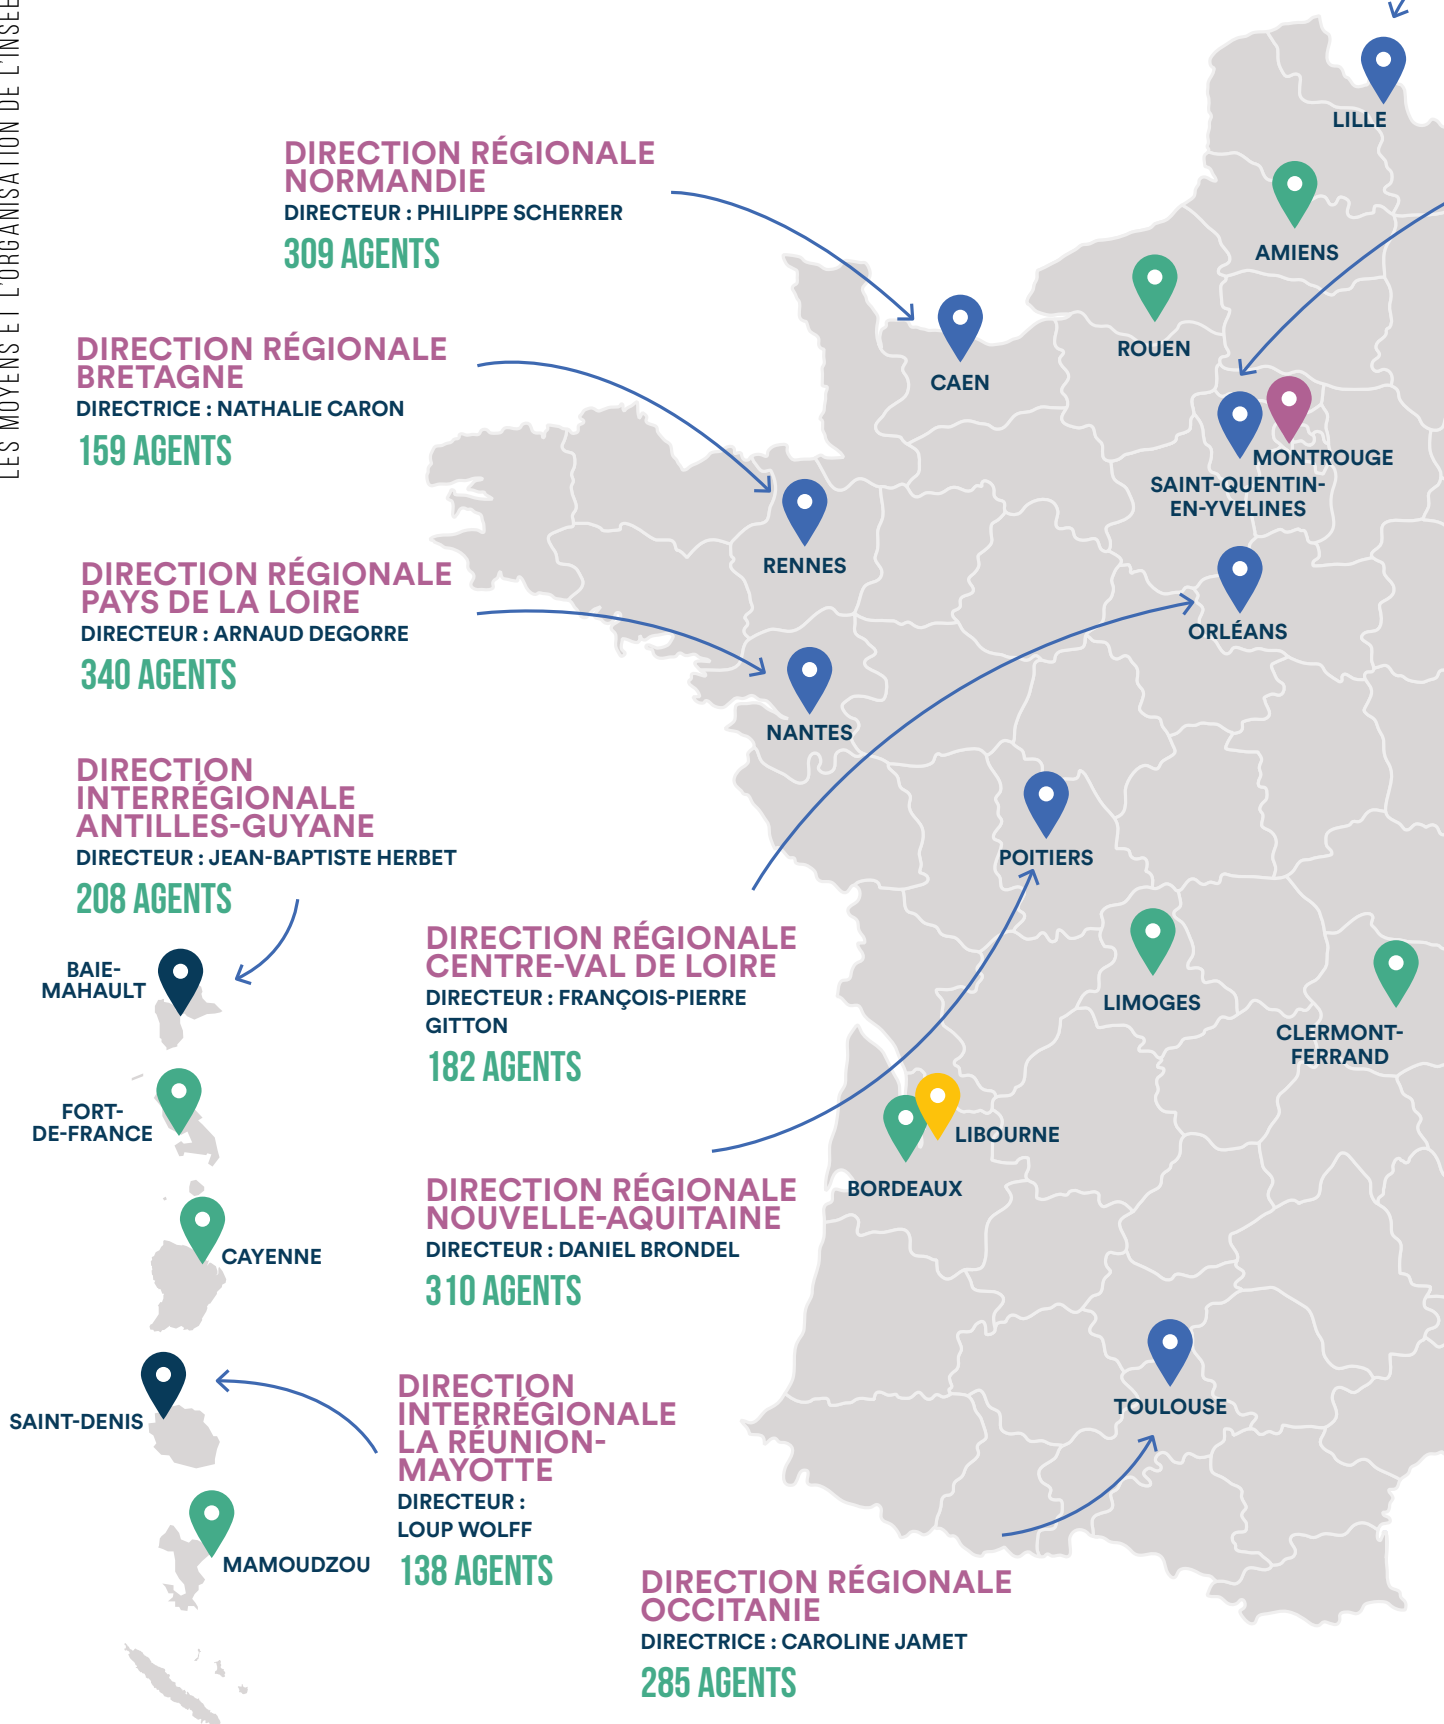 LES MOYENS ET L'ORGANISATION DE L'INSEE
LILLE
DIRECTION RÉGIONALE
NORMANDIE
DIRECTEUR : PHILIPPE SCHERRER
309 AGENTS
AMIENS
ROUEN
CAEN
DIRECTION RÉGIONALE
BRETAGNE
DIRECTRICE : NATHALIE CARON
159 AGENTS
MONTROUGE
SAINT-QUENTIN-
EN-YVELINES
RENNES
DIRECTION RÉGIONALE
PAYS DE LA LOIRE
DIRECTEUR : ARNAUD DEGORRE
340 AGENTS
ORLÉANS
NANTES
DIRECTION
INTERRÉGIONALE
ANTILLES-GUYANE
DIRECTEUR : JEAN-BAPTISTE HERBET
208 AGENTS
POITIERS
BAIE-
MAHAULT
DIRECTION RÉGIONALE
CENTRE-VAL DE LOIRE
DIRECTEUR : FRANÇOIS-PIERRE
GITTON
182 AGENTS
LIMOGES
CLERMONT-
FERRAND
FORT-
DE-FRANCE
LIBOURNE
BORDEAUX
DIRECTION RÉGIONALE
NOUVELLE-AQUITAINE
DIRECTEUR : DANIEL BRONDEL
310 AGENTS
CAYENNE
SAINT-DENIS
DIRECTION
INTERRÉGIONALE
LA RÉUNION-
MAYOTTE
DIRECTEUR :
LOUP WOLFF
138 AGENTS
TOULOUSE
MAMOUDZOU
DIRECTION RÉGIONALE
OCCITANIE
DIRECTRICE : CAROLINE JAMET
285 AGENTS